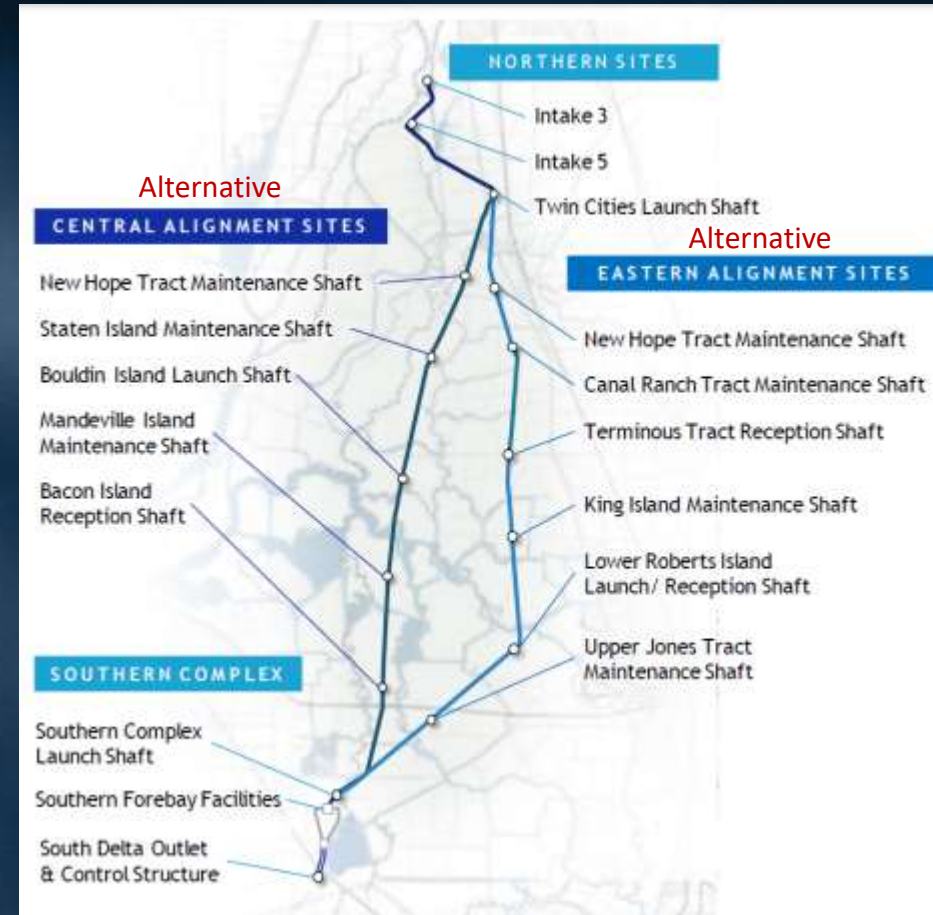 NORTHERN SITES
Intake 3
Intake 5
Twin Cities Launch Shaft
Alternative
CENTRAL ALIGNMENT SITES
New Hope Tract Maintenance Shaft
Staten Island Maintenance Shaft
Bouldin Island Launch Shaft
Mandeville Island
Maintenance Shaft
Bacon Island
Reception Shaft
Alternative
EASTERN ALIGNMENT SITES
New Hope Tract Maintenance Shaft
Canal Ranch Tract Maintenance Shaft
Terminous Tract Reception Shaft
King Island Maintenance Shaft
Lower Roberts Island
Launch/ Reception Shaft
Upper Jones Tract
Maintenance Shaft
SOUTHERN COMPLEX
Southern Complex
Launch Shaft
Southern Forebay Facilities
South Delta Outlet
& Control Structure